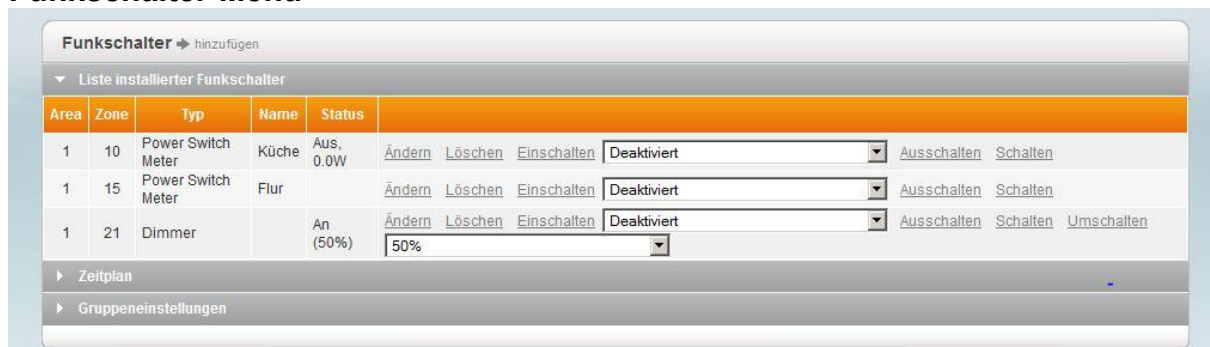 Funkschalter hinzufügen
Liste installierter Funkschalter
Area Zone Typ Name Status
1 10 Power Switch Meter Küche Aus, 0.0W Ändern Löschen Einschalten Deaktiviert Ausschalten Schalten
1 15 Power Switch Meter Flur Ändern Löschen Einschalten Deaktiviert Ausschalten Schalten
1 21 Dimmer An (50%) Ändern Löschen Einschalten Deaktiviert Ausschalten Schalten Umschalten
50%
Zeitplan
Gruppeneinstellungen